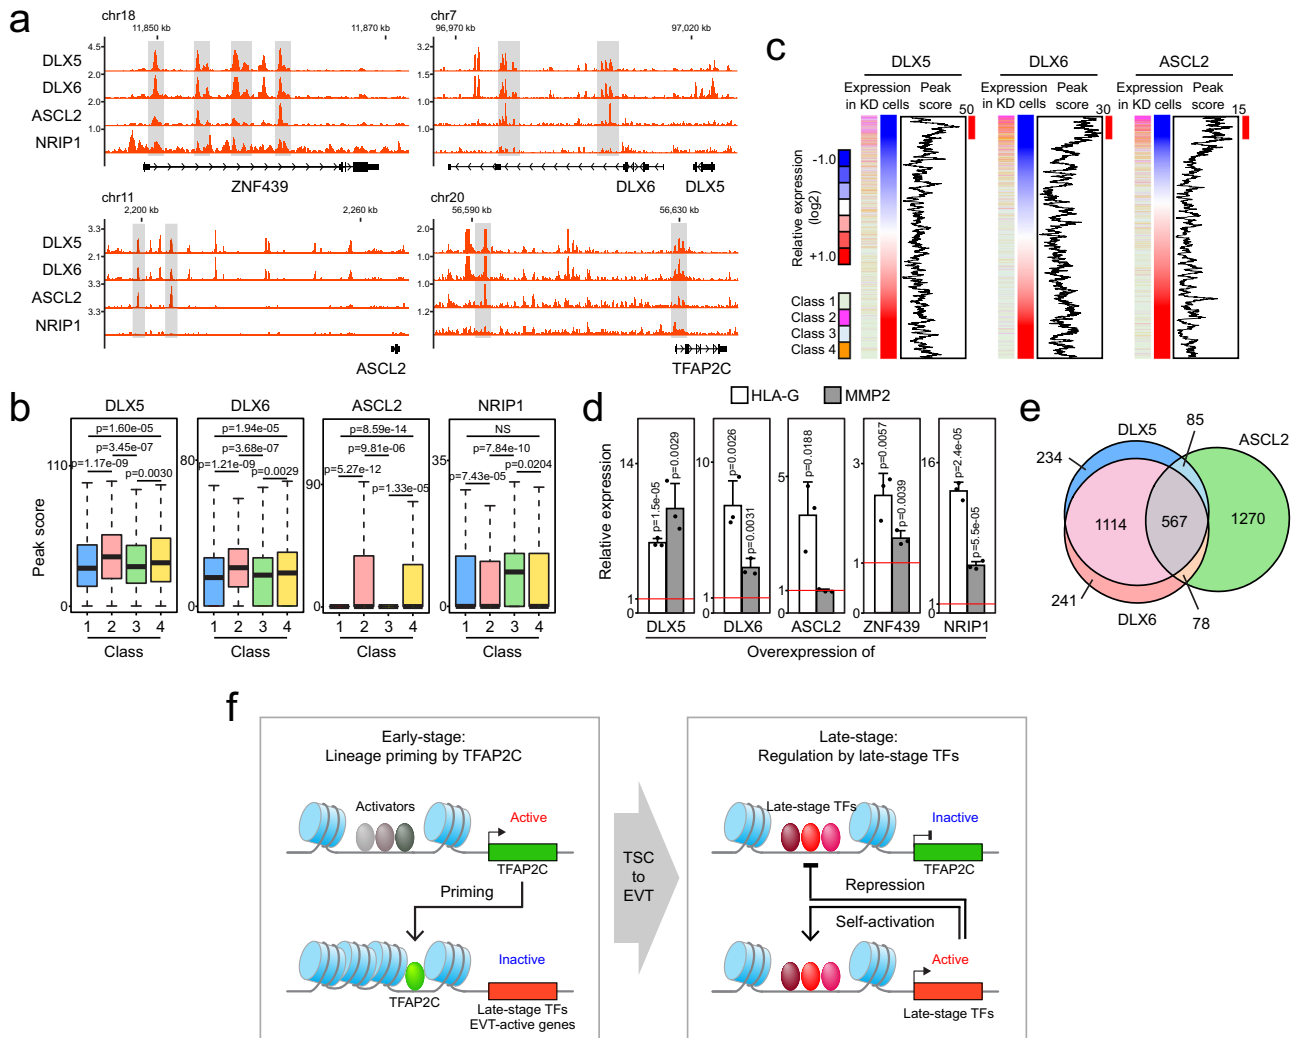 a
chr18
11,850 kb
11,870 kb
DLX5
DLX6
ASCL2
NRIP1
4.5
2.0
2.0
1.0
ZNF439
chr7
96,970 kb
97,020 kb
3.2
1.5
1.0
1.0
DLX6
DLX5
chr11
2,200 kb
2,260 kb
DLX5
DLX6
ASCL2
NRIP1
3.3
2.1
3.3
3.3
ASCL2
chr20
56,590 kb
56,630 kb
2.0
1.0
1.0
1.2
TFAP2C
b
DLX5
p=1.60e-05
p=3.45e-07
p=1.17e-09
p=0.0030
110
0
Peak score
1 2 3 4
Class
DLX6
p=1.94e-05
p=3.68e-07
p=1.21e-09
p=0.0029
80
0
1 2 3 4
Class
ASCL2
p=8.59e-14
p=9.81e-06
p=5.27e-12
p=1.33e-05
90
0
1 2 3 4
Class
NRIP1
NS
p=7.84e-10
p=7.43e-05
p=0.0204
35
0
1 2 3 4
Class
c
DLX5
DLX6
ASCL2
Expression
in KD cells
Peak
score
50
Expression
in KD cells
Peak
score
30
Expression
in KD cells
Peak
score
15
Relative expression
(log2)
-1.0
+1.0
Class 1
Class 2
Class 3
Class 4
d
HLA-G
MMP2
Relative expression
14
1
0
p=1.5e-05
p=0.0029
DLX5
10
1
0
p=0.0026
p=0.0031
DLX6
5
1
0
p=0.0188
ASCL2
3
1
0
p=0.0057
p=0.0039
ZNF439
16
1
0
p=2.4e-05
p=5.5e-05
NRIP1
Overexpression of
e
DLX5
85
ASCL2
234
1114
567
1270
241
DLX6
78
f
Early-stage:
Lineage priming by TFAP2C
Activators
Active
TFAP2C
Priming
Inactive
TFAP2C
Late-stage TFs
EVT-active genes
TSC
to
EVT
Late-stage:
Regulation by late-stage TFs
Late-stage TFs
Inactive
TFAP2C
Repression
Self-activation
Active
Late-stage TFs